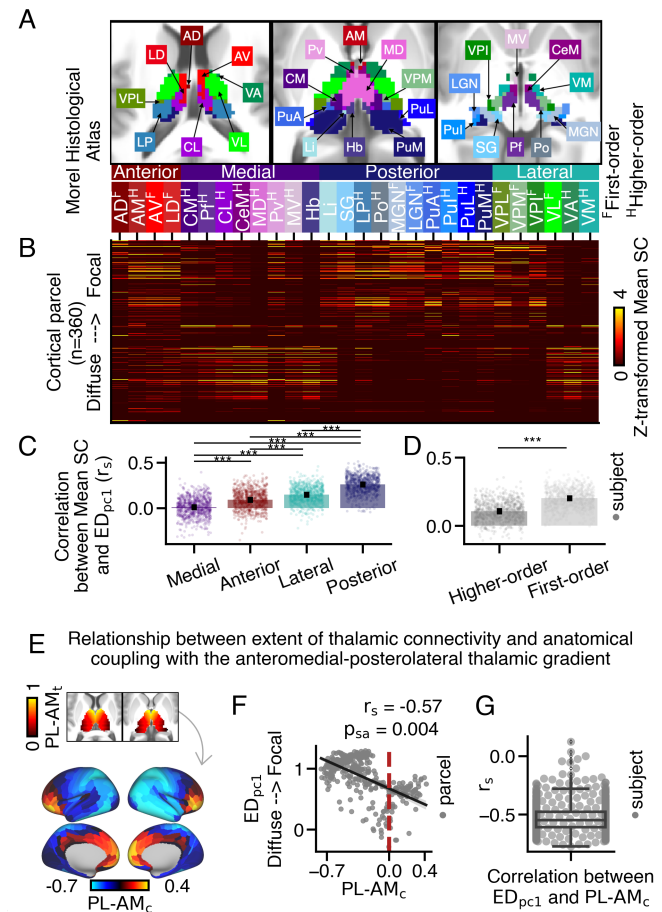 A
Morel Histological
Atlas
AD
LD
AV
VPL
VA
LP
CL
VL
AM
Pv
MD
CM
VPM
PuA
PuL
Li
Hb
PuM
MV
VPI
CeM
LGN
VM
PuI
MGN
SG
Pf
Po
FFirst-order
HHigher-order
Anterior
Medial
Posterior
Lateral
ADF
AMH
AVF
LDF
CMH
PfH
CLH
CeMH
MDH
PvH
MVH
Hb
Li
SG
LPH
PoH
MGNF
LGNF
PuAH
PuIH
PuLH
PuMH
VPLF
VPMF
VPIF
VLF
VAH
VMH
B
Cortical parcel
(n=360)
Diffuse ---> Focal
0 4
Z-transformed Mean SC
C
Correlation
between Mean SC
and EDpc1 (rs)
0.5
0.0
***
***
***
***
***
Medial
Anterior
Lateral
Posterior
D
0.5
0.0
***
Higher-order
First-order
subject
E
Relationship between extent of thalamic connectivity and anatomical
coupling with the anteromedial-posterolateral thalamic gradient
0 1
PL-AMt
-0.7 0.4
PL-AMc
F
rs = -0.57
psa = 0.004
EDpc1
Diffuse --> Focal
1
0
-0.7 0.0 0.4
PL-AMc
parcel
G
rs
0.0
−0.5
subject
Correlation between
EDpc1 and PL-AMc